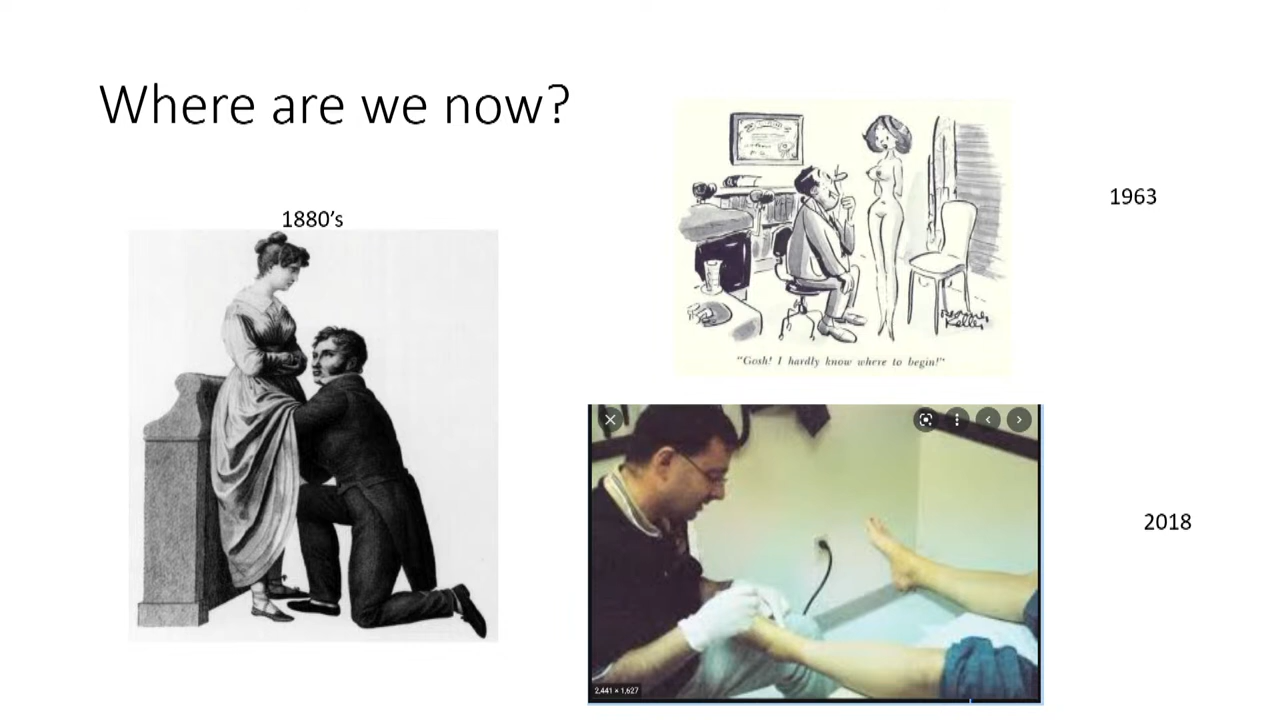 Where are we now?
1880's
1963
"Gosh! I hardly know where to begin!"
2018
2,441 × 1,627